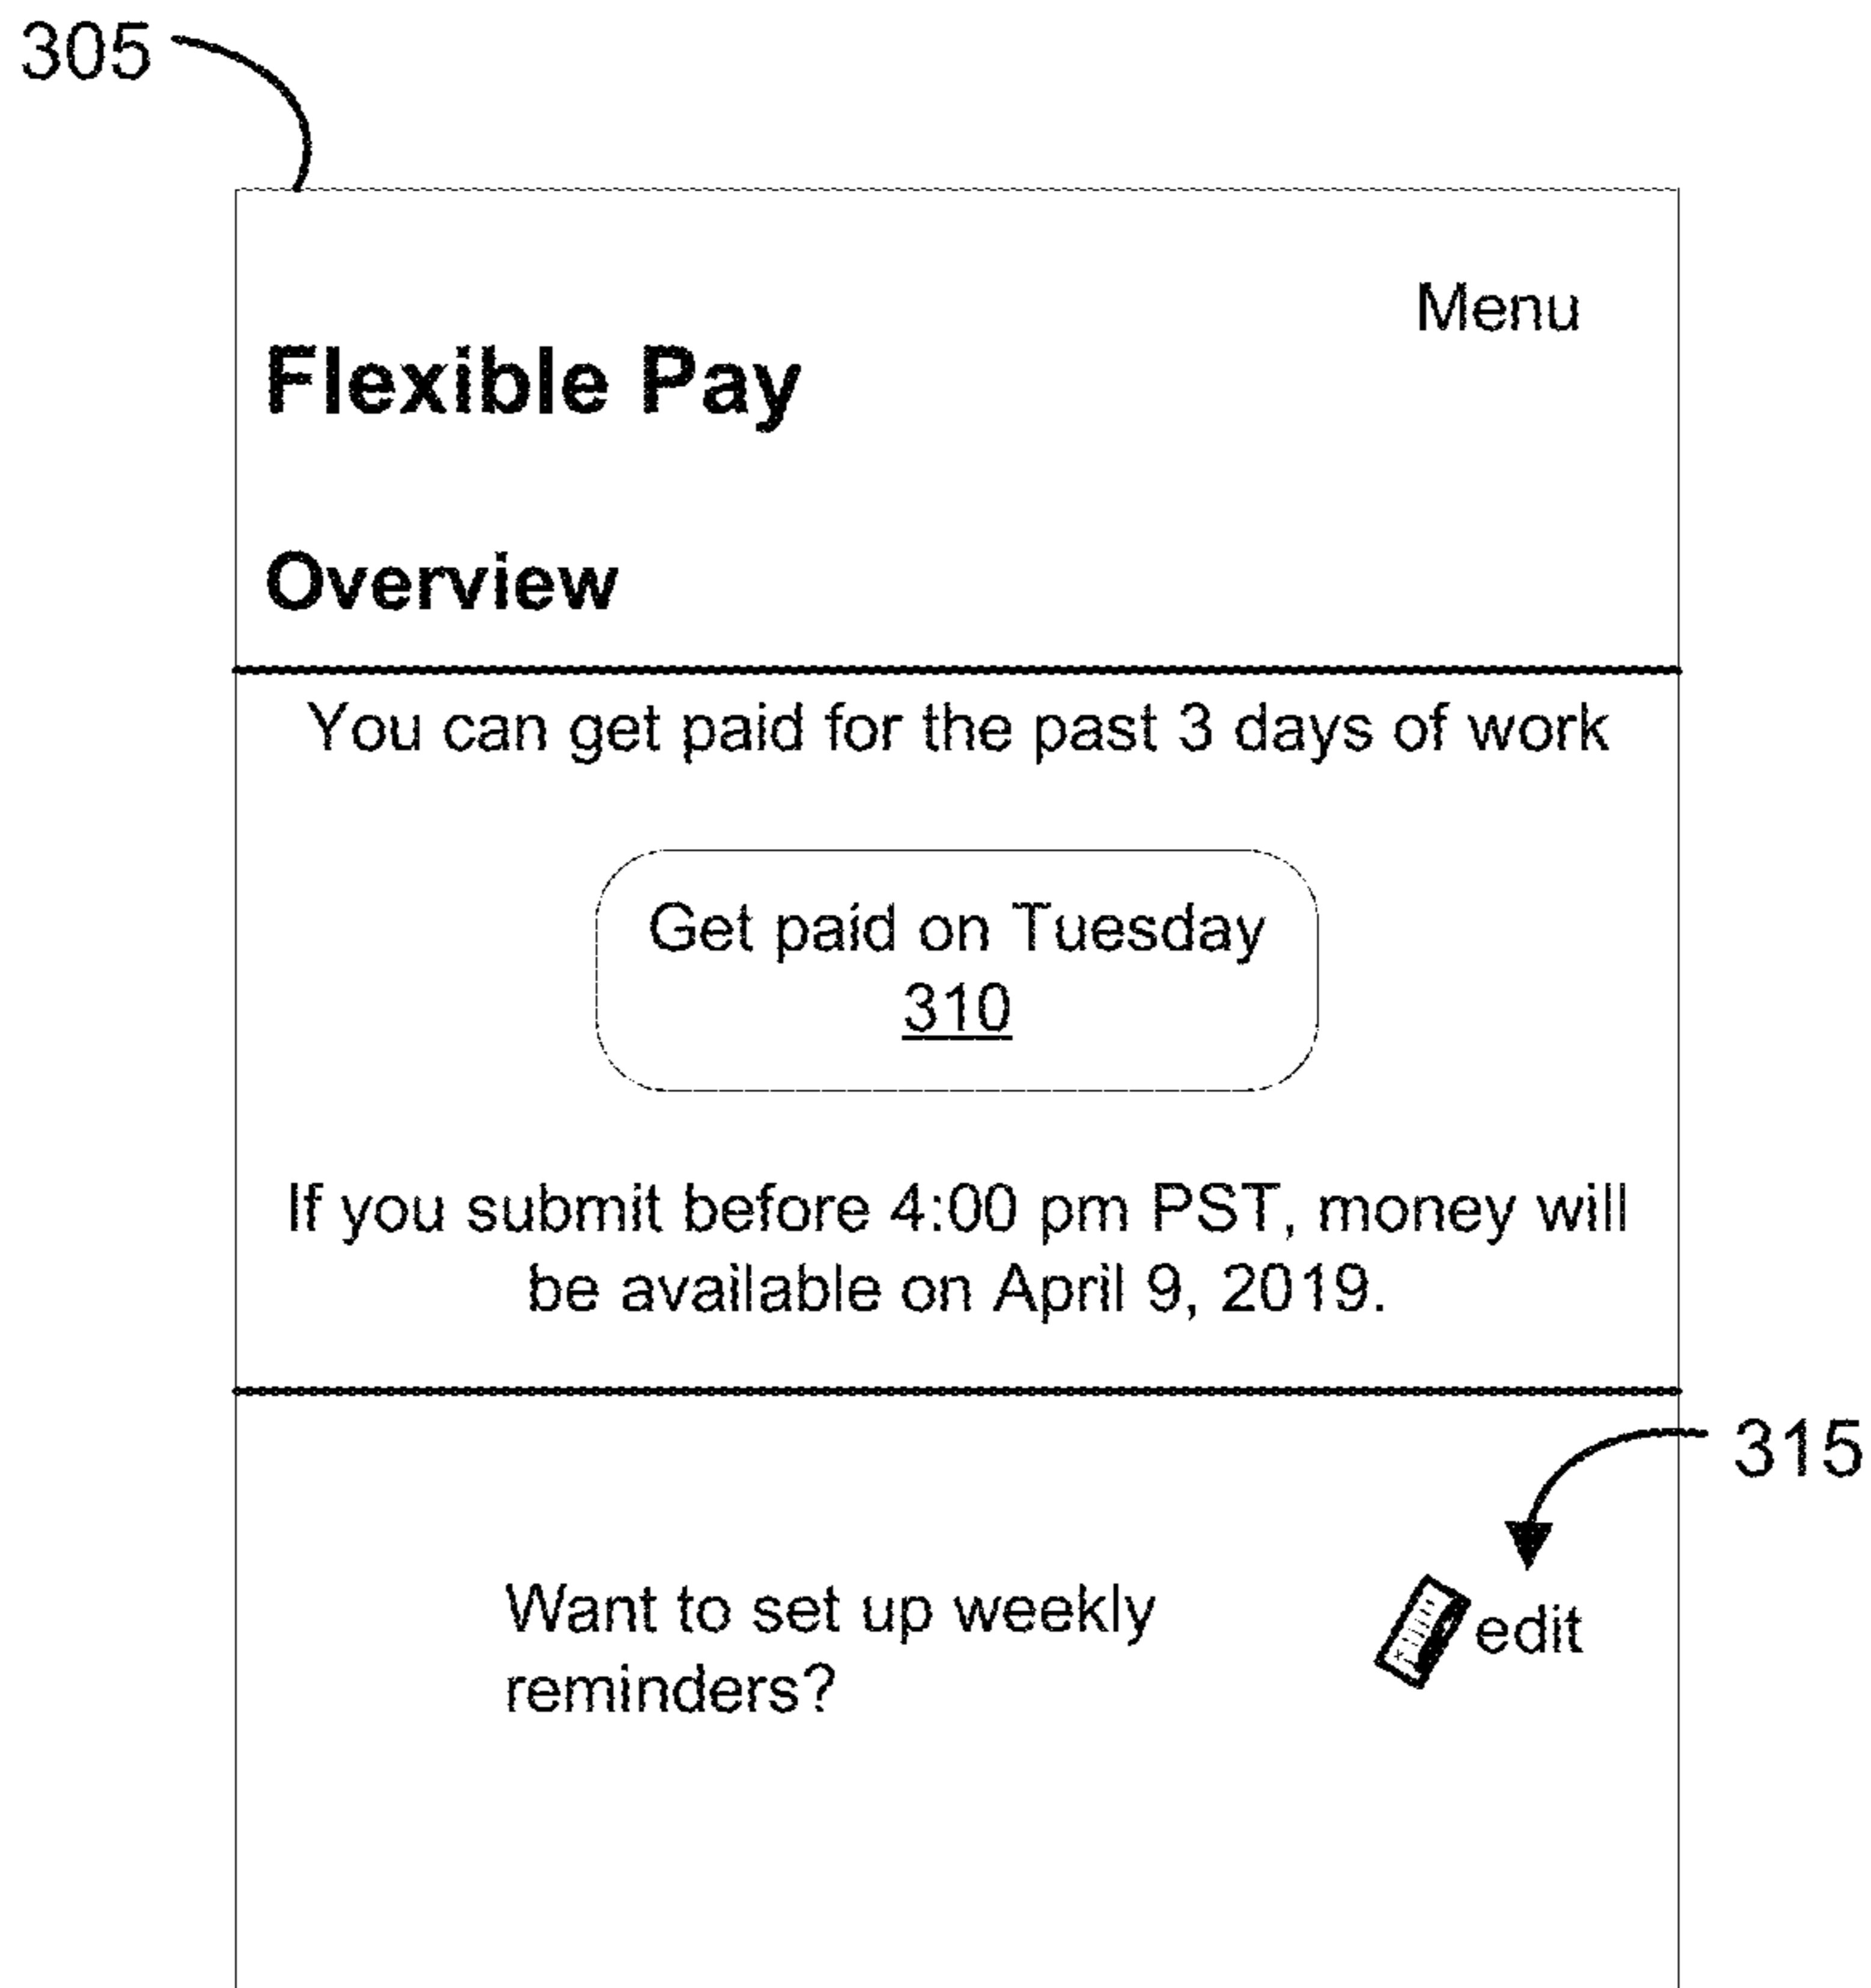 305
Menu
Flexible Pay
Overview
You can get paid for the past 3 days of work
Get paid on Tuesday
310
If you submit before 4:00 pm PST, money will
be available on April 9, 2019.
315
Want to set up weekly
reminders?
edit